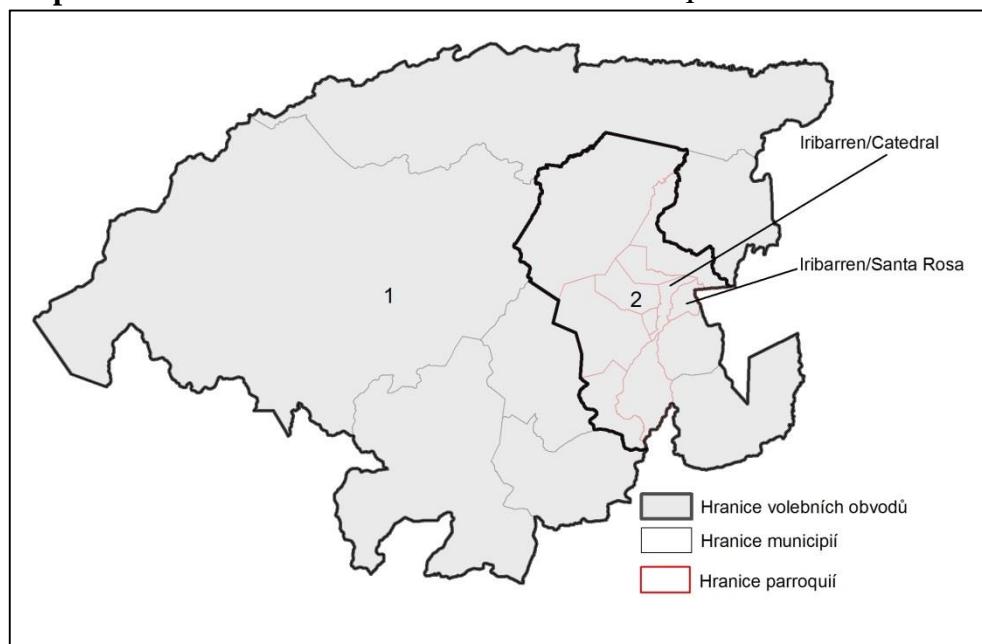 Iribarren/Catedral
Iribarren/Santa Rosa
1
2
Hranice volebních obvodů
Hranice municipií
Hranice parroquií